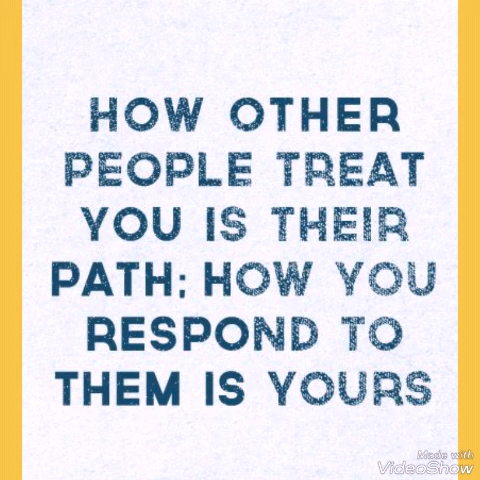 HOW OTHER
PEOPLE TREAT
YOU IS THEIR
PATH; HOW YOU
RESPOND TO
THEM IS YOURS
Made with
VideoShow